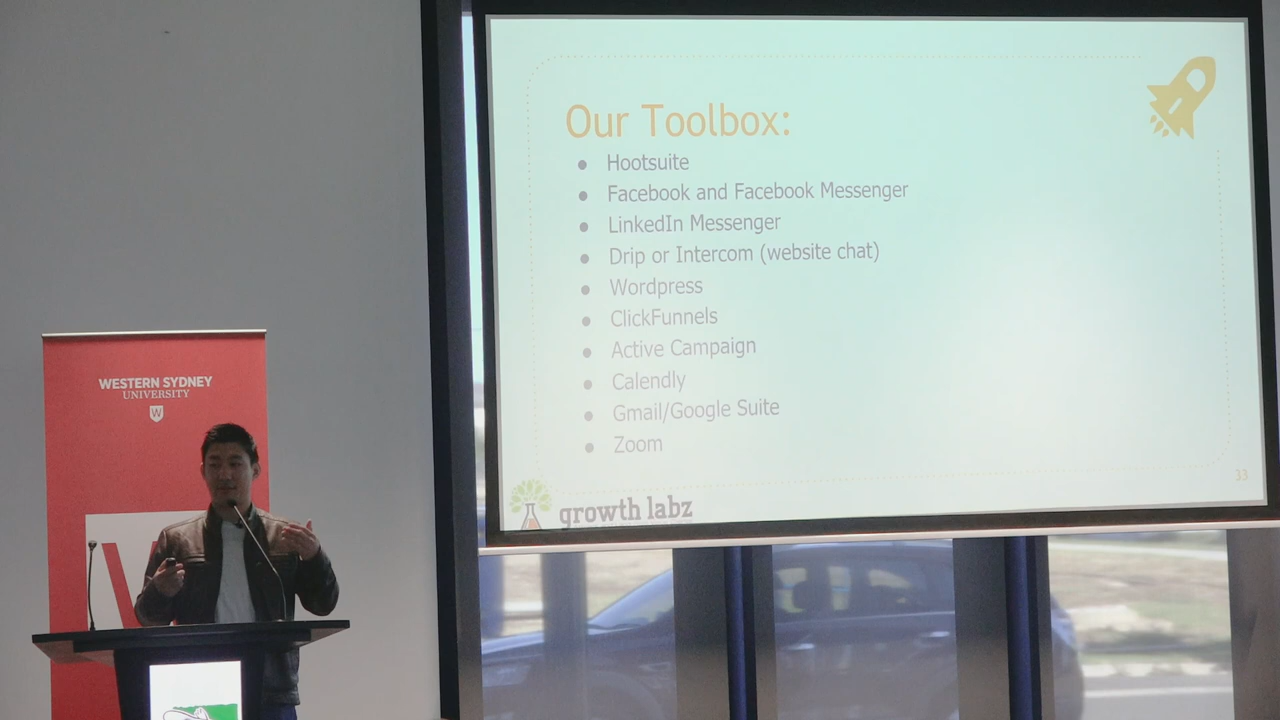 Our Toolbox:
● Hootsuite
● Facebook and Facebook Messenger
● LinkedIn Messenger
● Drip or Intercom (website chat)
● Wordpress
● ClickFunnels
● Active Campaign
● Calendly
● Gmail/Google Suite
● Zoom
33
growth labz
WESTERN SYDNEY
UNIVERSITY
W